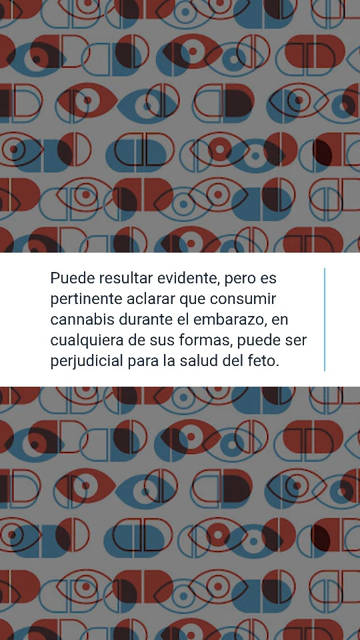 Puede resultar evidente, pero es
pertinente aclarar que consumir
cannabis durante el embarazo, en
cualquiera de sus formas, puede ser
perjudicial para la salud del feto.